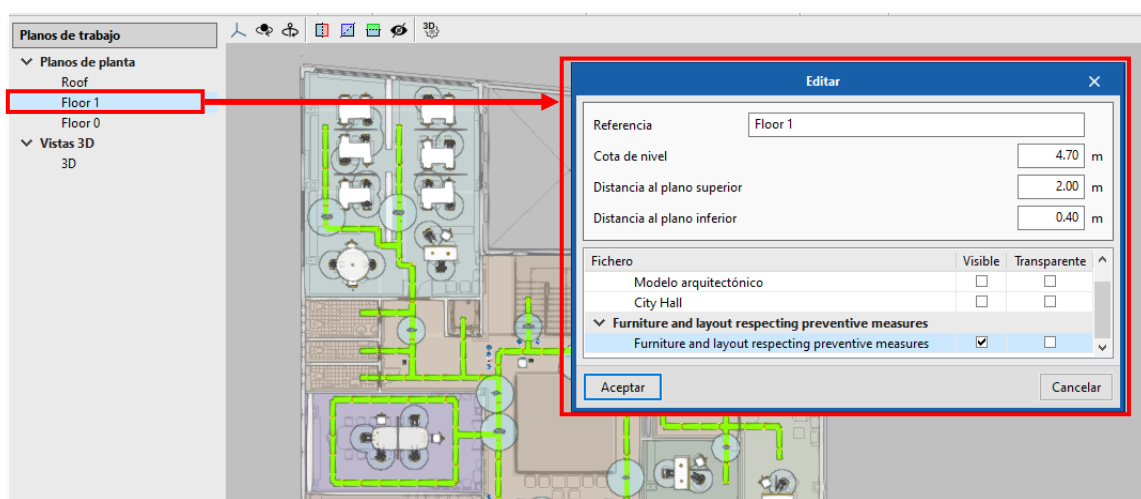 Planos de trabajo
Planos de planta
Roof
Floor 1
Floor 0
Vistas 3D
3D
3D
Editar
Referencia Floor 1
Cota de nivel 4.70 m
Distancia al plano superior 2.00 m
Distancia al plano inferior 0.40 m
Fichero Visible Transparente
Modelo arquitectónico
City Hall
Furniture and layout respecting preventive measures
Furniture and layout respecting preventive measures
Aceptar Cancelar